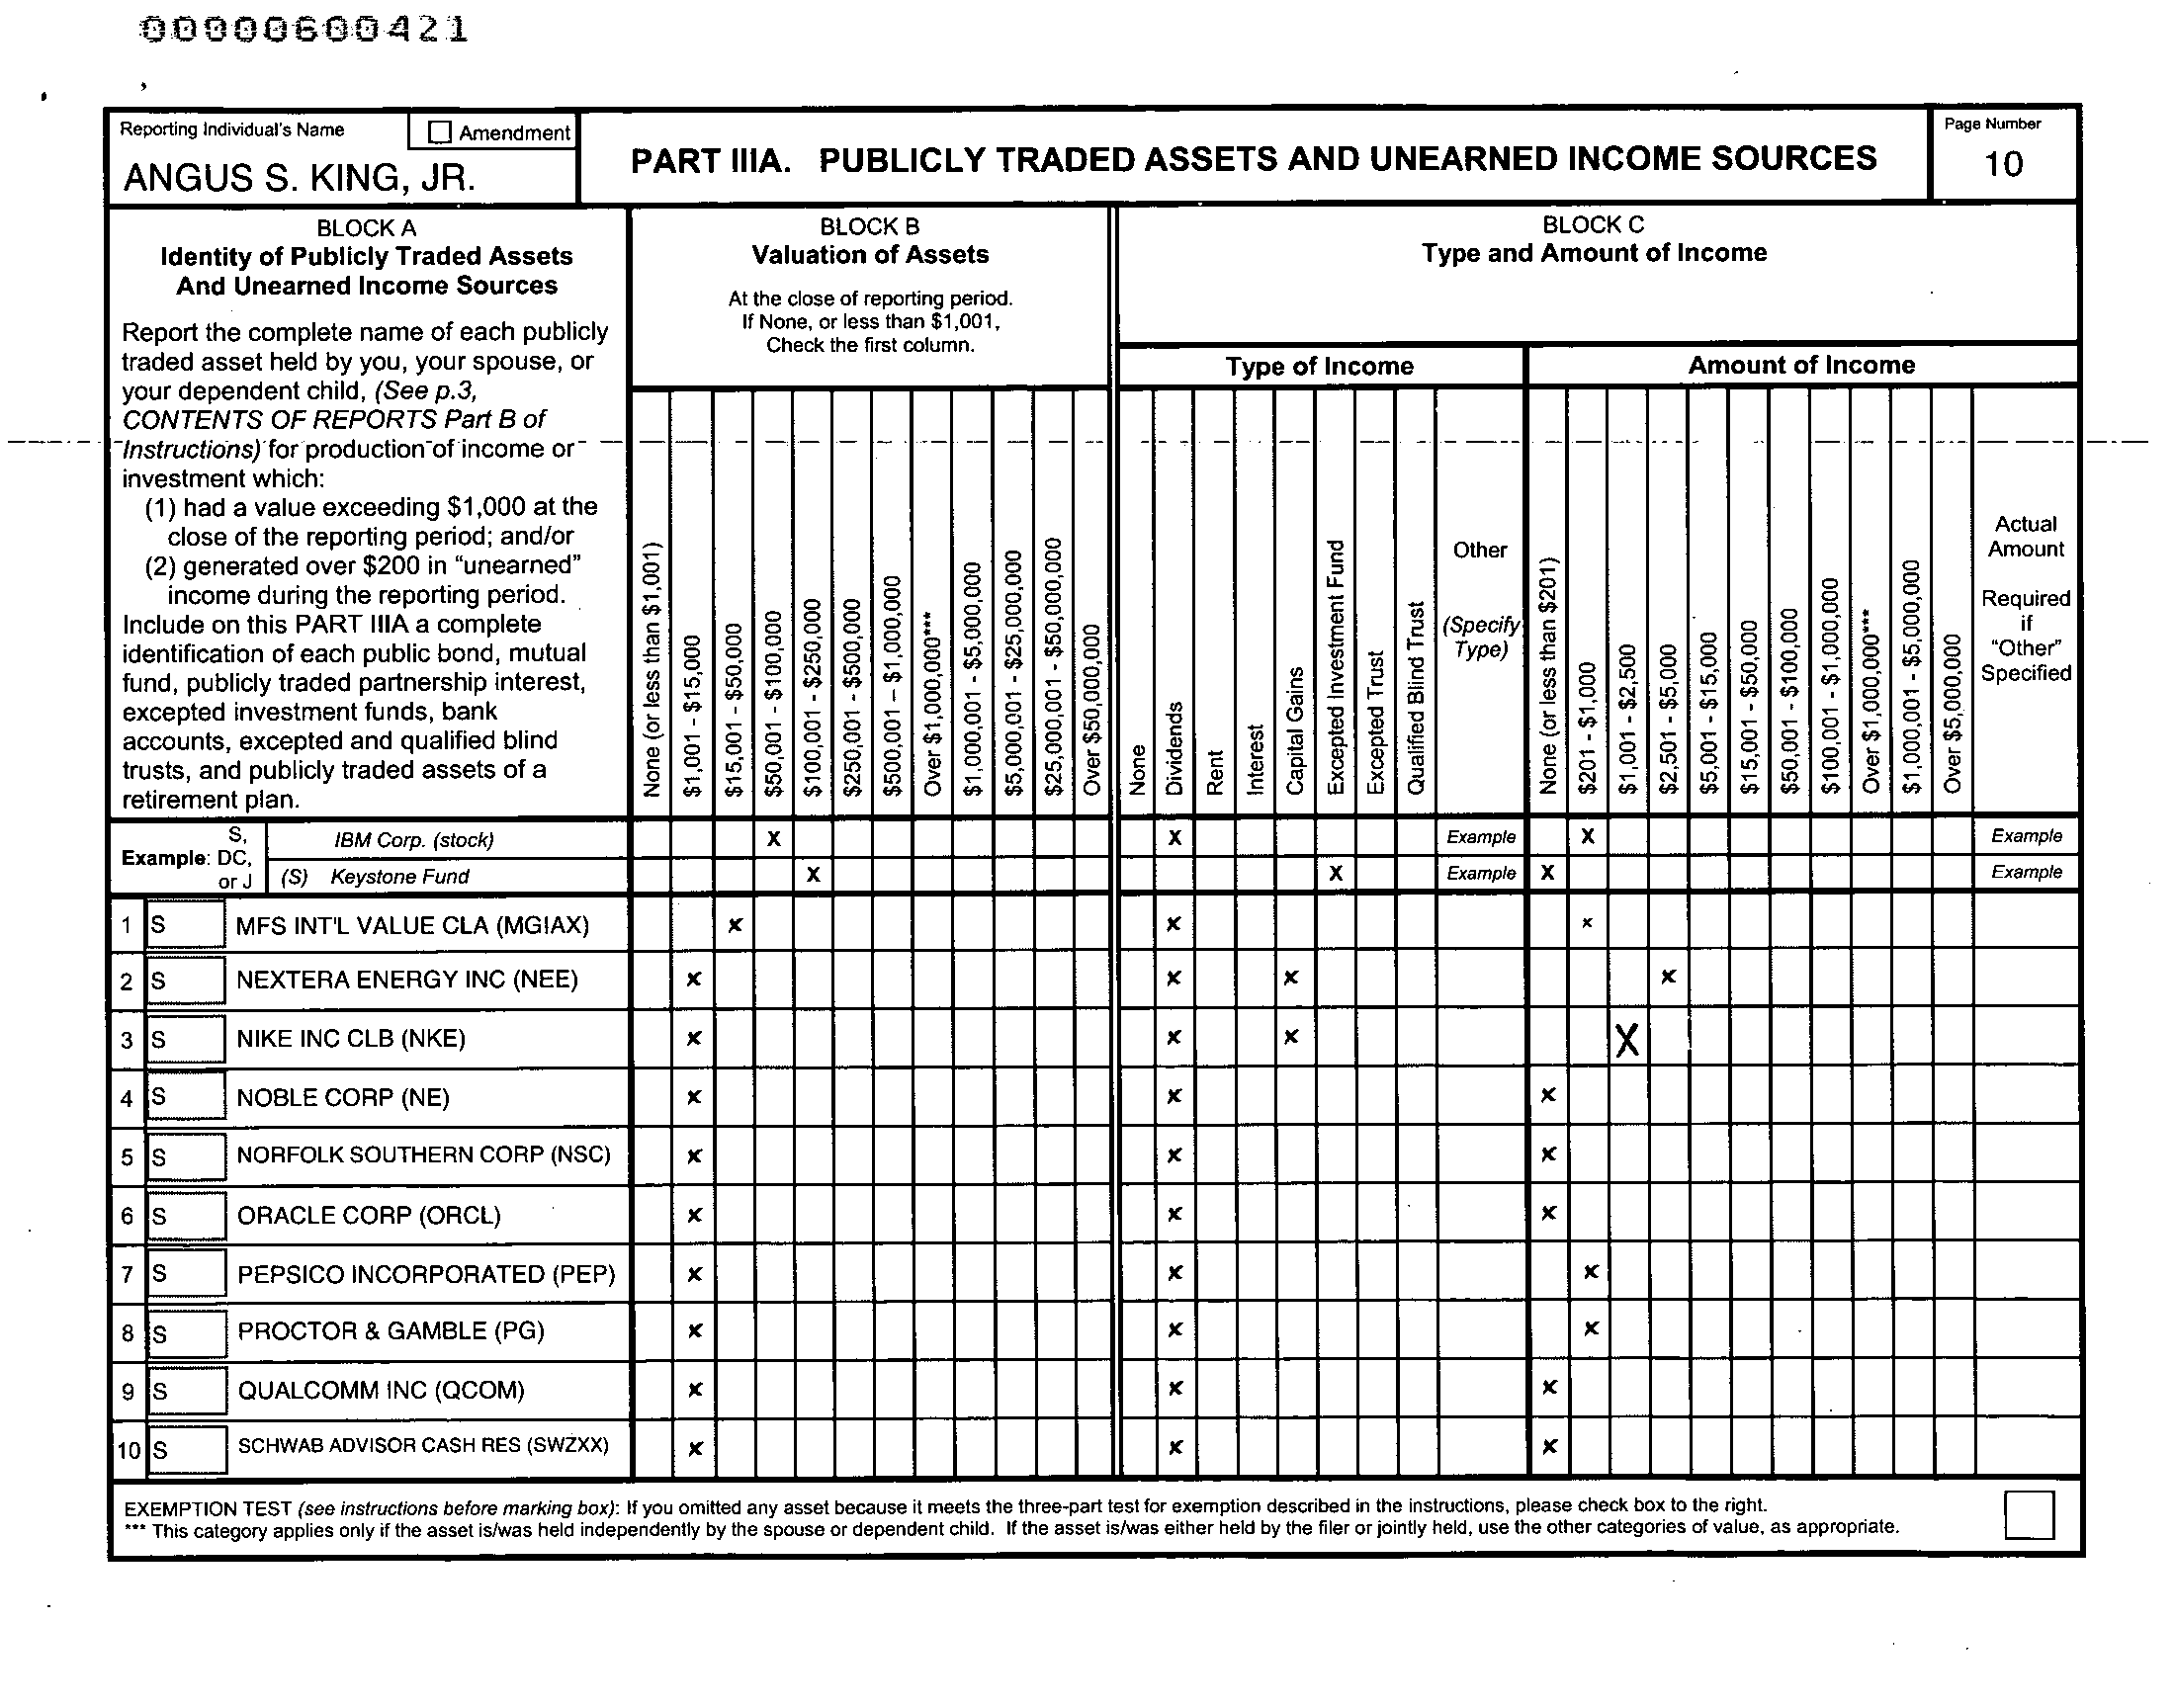 00000600421
Reporting Individual's Name
Amendment
ANGUS S. KING, JR.
PART IIIA. PUBLICLY TRADED ASSETS AND UNEARNED INCOME SOURCES
Page Number
10
BLOCK A
Identity of Publicly Traded Assets
And Unearned Income Sources
Report the complete name of each publicly
traded asset held by you, your spouse, or
your dependent child, (See p.3,
CONTENTS OF REPORTS Part B of
Instructions) for production of income or
investment which:
(1) had a value exceeding $1,000 at the
close of the reporting period; and/or
(2) generated over $200 in "unearned"
income during the reporting period.
Include on this PART IIIA a complete
identification of each public bond, mutual
fund, publicly traded partnership interest,
excepted investment funds, bank
accounts, excepted and qualified blind
trusts, and publicly traded assets of a
retirement plan.
BLOCK B
Valuation of Assets
At the close of reporting period.
If None, or less than $1,001,
Check the first column.
None (or less than $1,001)
$1,001 - $15,000
$15,001 - $50,000
$50,001 - $100,000
$100,001 - $250,000
$250,001 - $500,000
$500,001 – $1,000,000
Over $1,000,000***
$1,000,001 - $5,000,000
$5,000,001 - $25,000,000
$25,000,001 - $50,000,000
Over $50,000,000
BLOCK C
Type and Amount of Income
Type of Income
None
Dividends
Rent
Interest
Capital Gains
Excepted Investment Fund
Excepted Trust
Qualified Blind Trust
Other
(Specify
Type)
Amount of Income
None (or less than $201)
$201 - $1,000
$1,001 - $2,500
$2,501 - $5,000
$5,001 - $15,000
$15,001 - $50,000
$50,001 - $100,000
$100,001 - $1,000,000
Over $1,000,000***
$1,000,001 - $5,000,000
Over $5,000,000
Actual
Amount
Required
if
"Other"
Specified
Example: S,
DC,
or J
IBM Corp. (stock) X X Example X Example
(S) Keystone Fund X X Example X Example
1 S MFS INT'L VALUE CLA (MGIAX) x x x
2 S NEXTERA ENERGY INC (NEE) x x x x
3 S NIKE INC CLB (NKE) x x x X
4 S NOBLE CORP (NE) x x x
5 S NORFOLK SOUTHERN CORP (NSC) x x x
6 S ORACLE CORP (ORCL) x x x
7 S PEPSICO INCORPORATED (PEP) x x x
8 S PROCTOR & GAMBLE (PG) x x x
9 S QUALCOMM INC (QCOM) x x x
10 S SCHWAB ADVISOR CASH RES (SWZXX) x x x
EXEMPTION TEST (see instructions before marking box): If you omitted any asset because it meets the three-part test for exemption described in the instructions, please check box to the right.
*** This category applies only if the asset is/was held independently by the spouse or dependent child. If the asset is/was either held by the filer or jointly held, use the other categories of value, as appropriate.